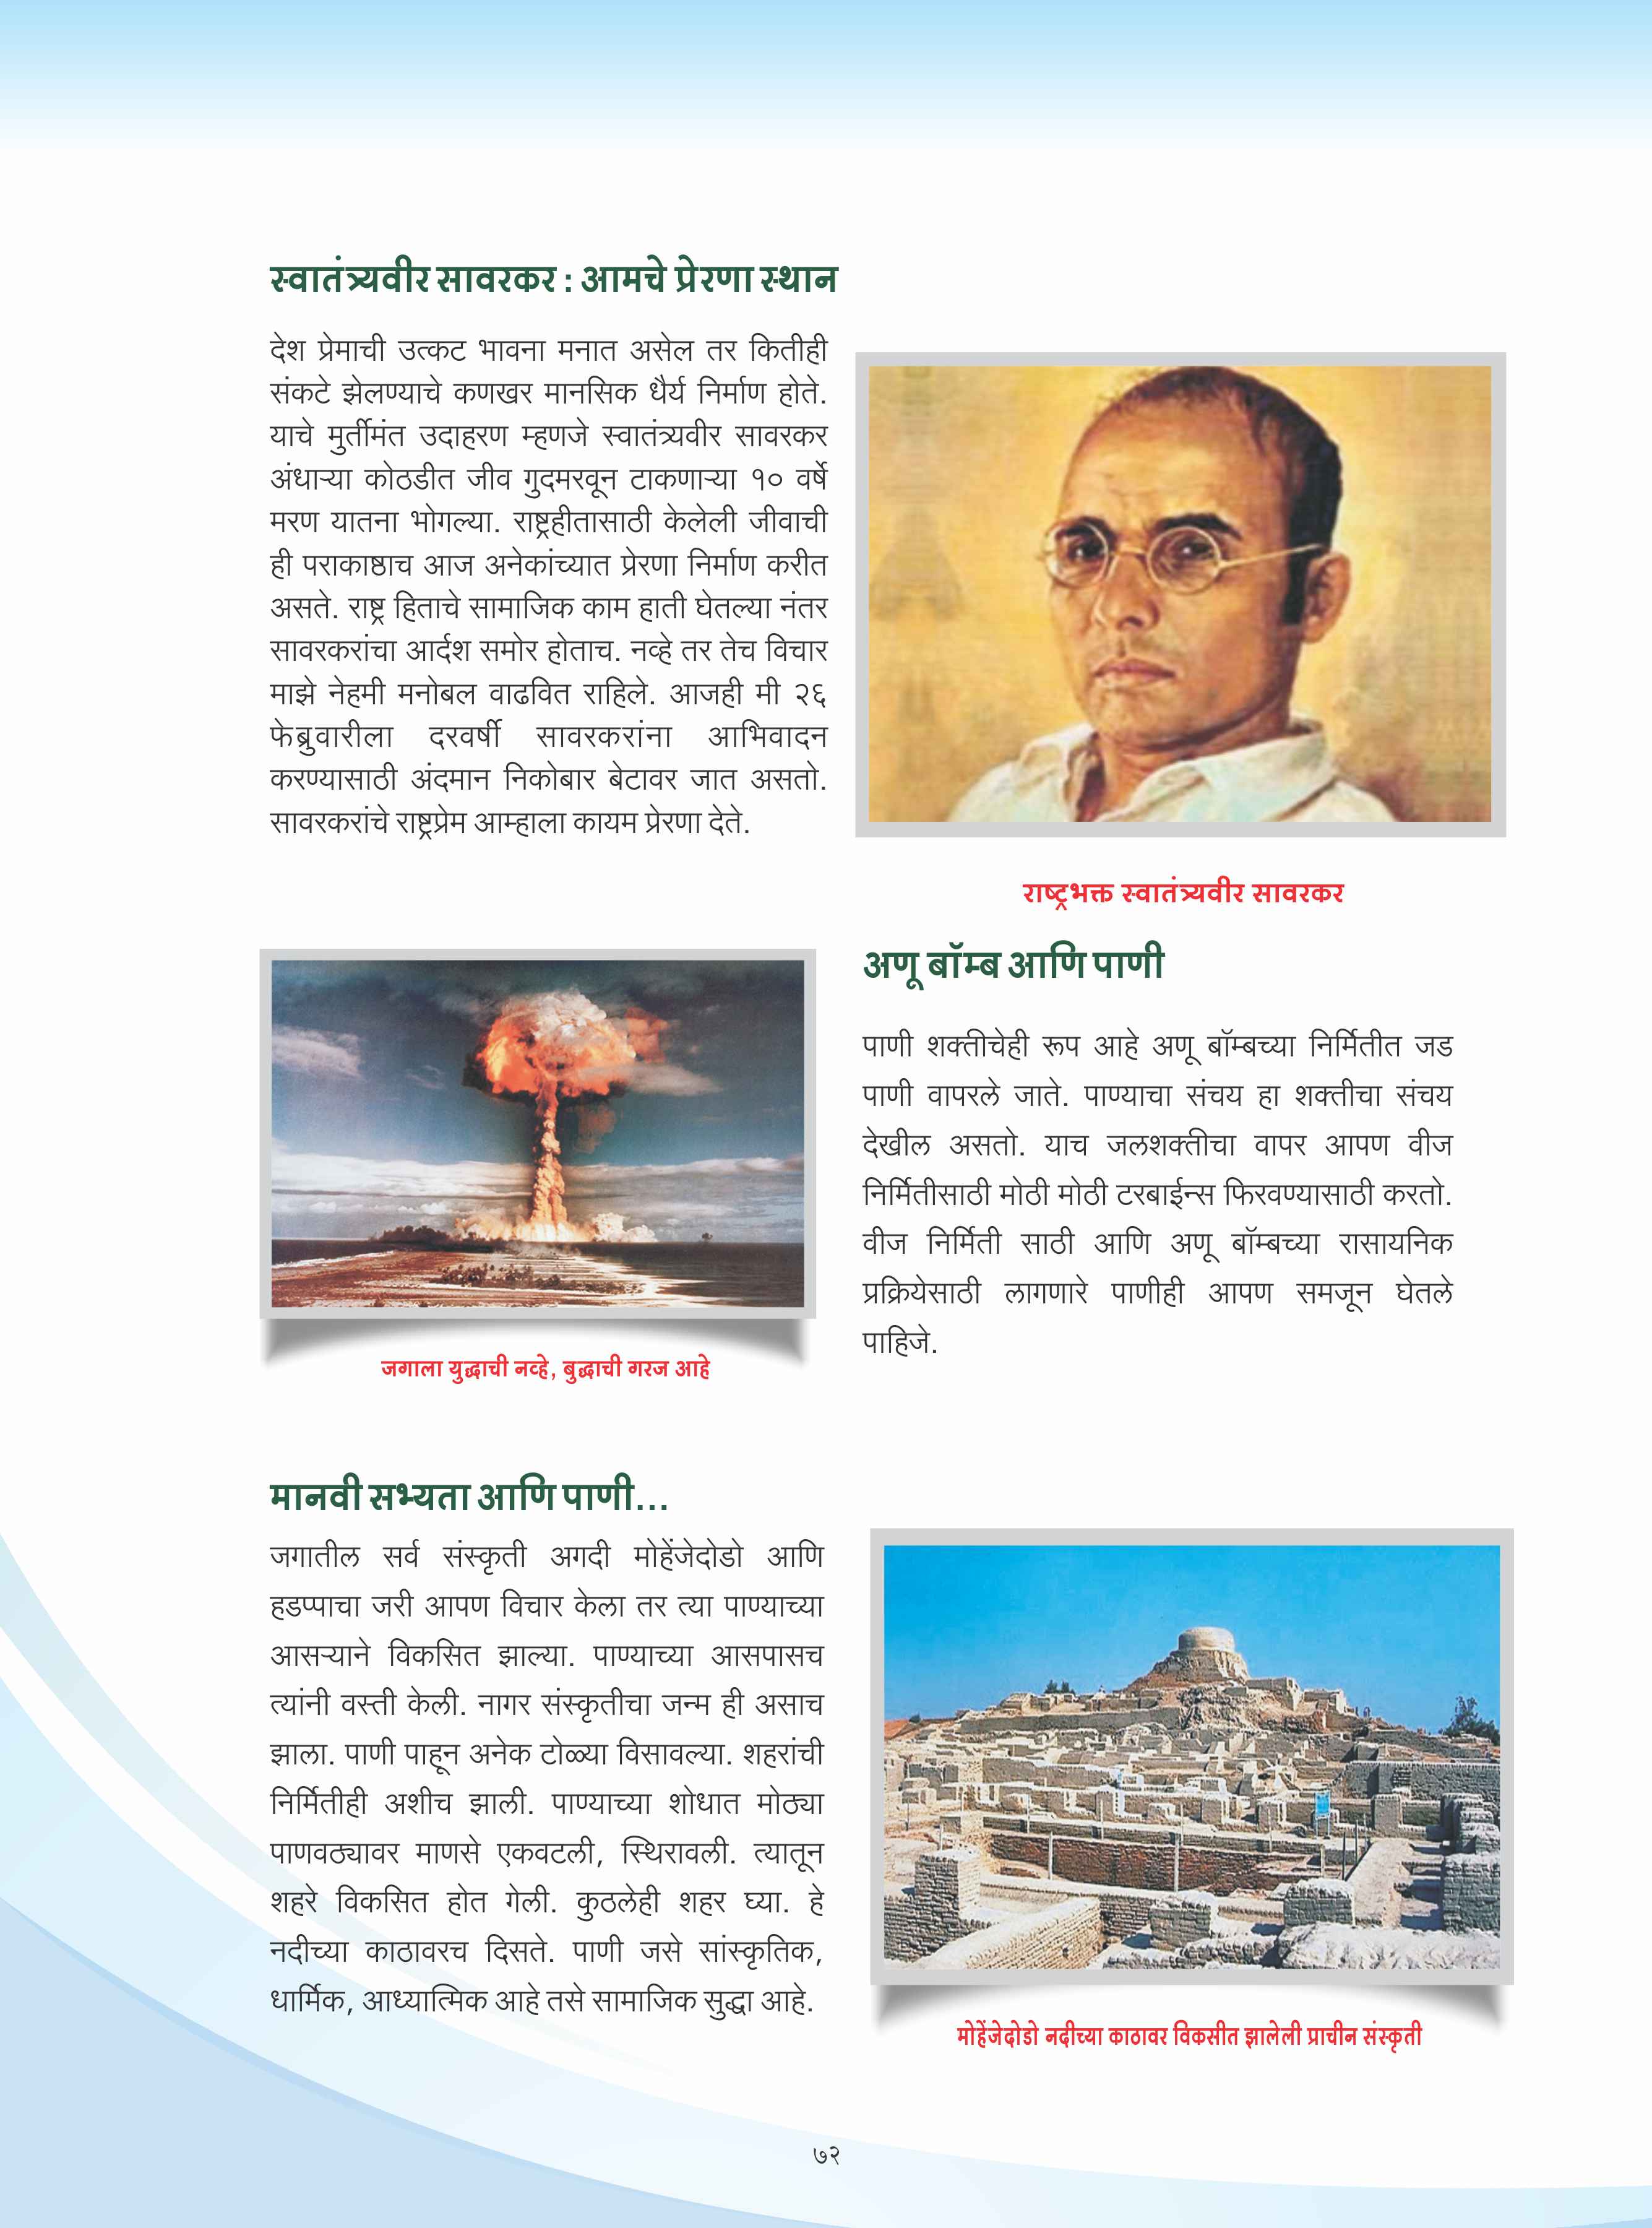 स्वातंत्र्यवीर सावरकर : आमचे प्रेरणा स्थान
देश प्रेमाची उत्कट भावना मनात असेल तर कितीही
संकटे झेलण्याचे कणखर मानसिक धैर्य निर्माण होते.
याचे मुर्तीमंत उदाहरण म्हणजे स्वातंत्र्यवीर सावरकर
अंधाऱ्या कोठडीत जीव गुदमरवून टाकणाऱ्या १० वर्षे
मरण यातना भोगल्या. राष्ट्रहीतासाठी केलेली जीवाची
ही पराकाष्ठाच आज अनेकांच्यात प्रेरणा निर्माण करीत
असते. राष्ट्र हिताचे सामाजिक काम हाती घेतल्या नंतर
सावरकरांचा आर्दश समोर होताच. नव्हे तर तेच विचार
माझे नेहमी मनोबल वाढवित राहिले. आजही मी २६
फेब्रुवारीला दरवर्षी सावरकरांना आभिवादन
करण्यासाठी अंदमान निकोबार बेटावर जात असतो.
सावरकरांचे राष्ट्रप्रेम आम्हाला कायम प्रेरणा देते.
राष्ट्रभक्त स्वातंत्र्यवीर सावरकर
अणू बॉम्ब आणि पाणी
पाणी शक्तीचेही रूप आहे अणू बॉम्बच्या निर्मितीत जड
पाणी वापरले जाते. पाण्याचा संचय हा शक्तीचा संचय
देखील असतो. याच जलशक्तीचा वापर आपण वीज
निर्मितीसाठी मोठी मोठी टरबाईन्स फिरवण्यासाठी करतो.
वीज निर्मिती साठी आणि अणू बॉम्बच्या रासायनिक
प्रक्रियेसाठी लागणारे पाणीही आपण समजून घेतले
पाहिजे.
जगाला युद्धाची नव्हे, बुद्धाची गरज आहे
मानवी सभ्यता आणि पाणी...
जगातील सर्व संस्कृती अगदी मोहेंजेदोडो आणि
हडप्पाचा जरी आपण विचार केला तर त्या पाण्याच्या
आसऱ्याने विकसित झाल्या. पाण्याच्या आसपासच
त्यांनी वस्ती केली. नागर संस्कृतीचा जन्म ही असाच
झाला. पाणी पाहून अनेक टोळ्या विसावल्या. शहरांची
निर्मितीही अशीच झाली. पाण्याच्या शोधात मोठ्या
पाणवठ्यावर माणसे एकवटली, स्थिरावली. त्यातून
शहरे विकसित होत गेली. कुठलेही शहर घ्या. हे
नदीच्या काठावरच दिसते. पाणी जसे सांस्कृतिक,
धार्मिक, आध्यात्मिक आहे तसे सामाजिक सुद्धा आहे.
मोहेंजेदोडो नदीच्या काठावर विकसीत झालेली प्राचीन संस्कृती
७२